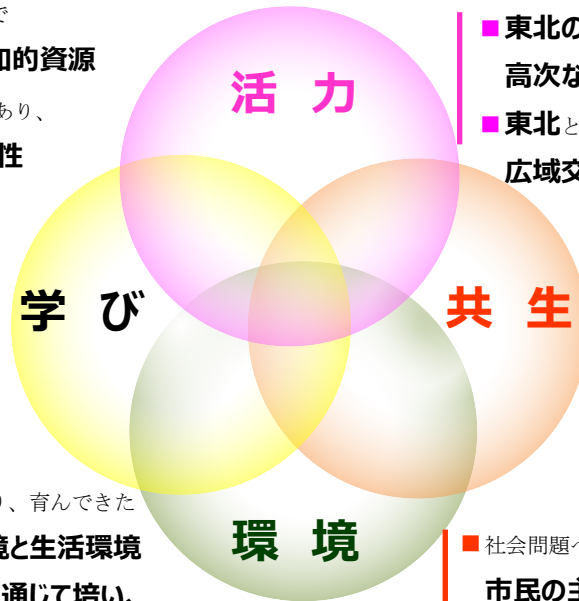 で
知的資源
あり、
性
活 力
■東北の
高次な
■東北と
広域交
学 び
共 生
り、育んできた
境と生活環境
通じて培い、
環 境
■社会問題へ
市民の主